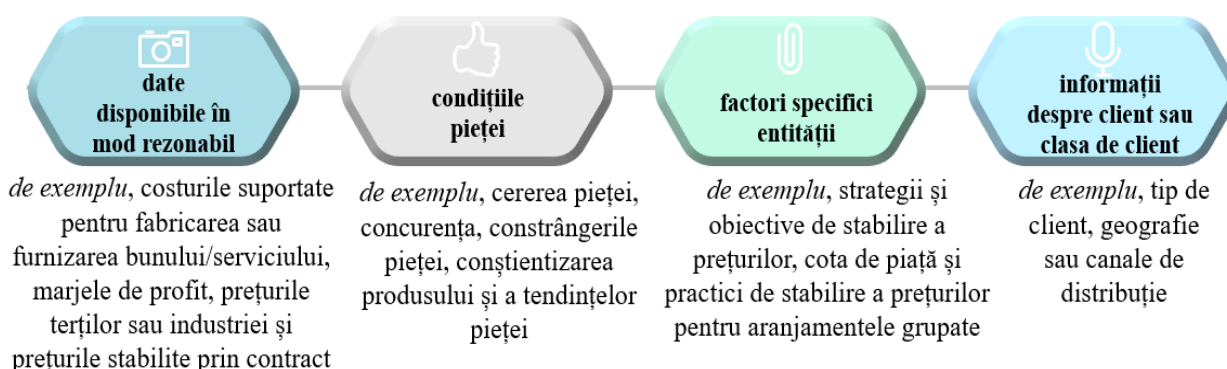 date
disponibile în
mod rezonabil
de exemplu, costurile suportate
pentru fabricarea sau
furnizarea bunului/serviciului,
marjele de profit, prețurile
terților sau industriei și
prețurile stabilite prin contract
condițiile
pieței
de exemplu, cererea pieței,
concurența, constrângerile
pieței, conștientizarea
produsului și a tendințelor
pieței
factori specifici
entității
de exemplu, strategii și
obiective de stabilire a
prețurilor, cota de piață și
practici de stabilire a prețurilor
pentru aranjamentele grupate
informații
despre client sau
clasa de client
de exemplu, tip de
client, geografie
sau canale de
distribuție